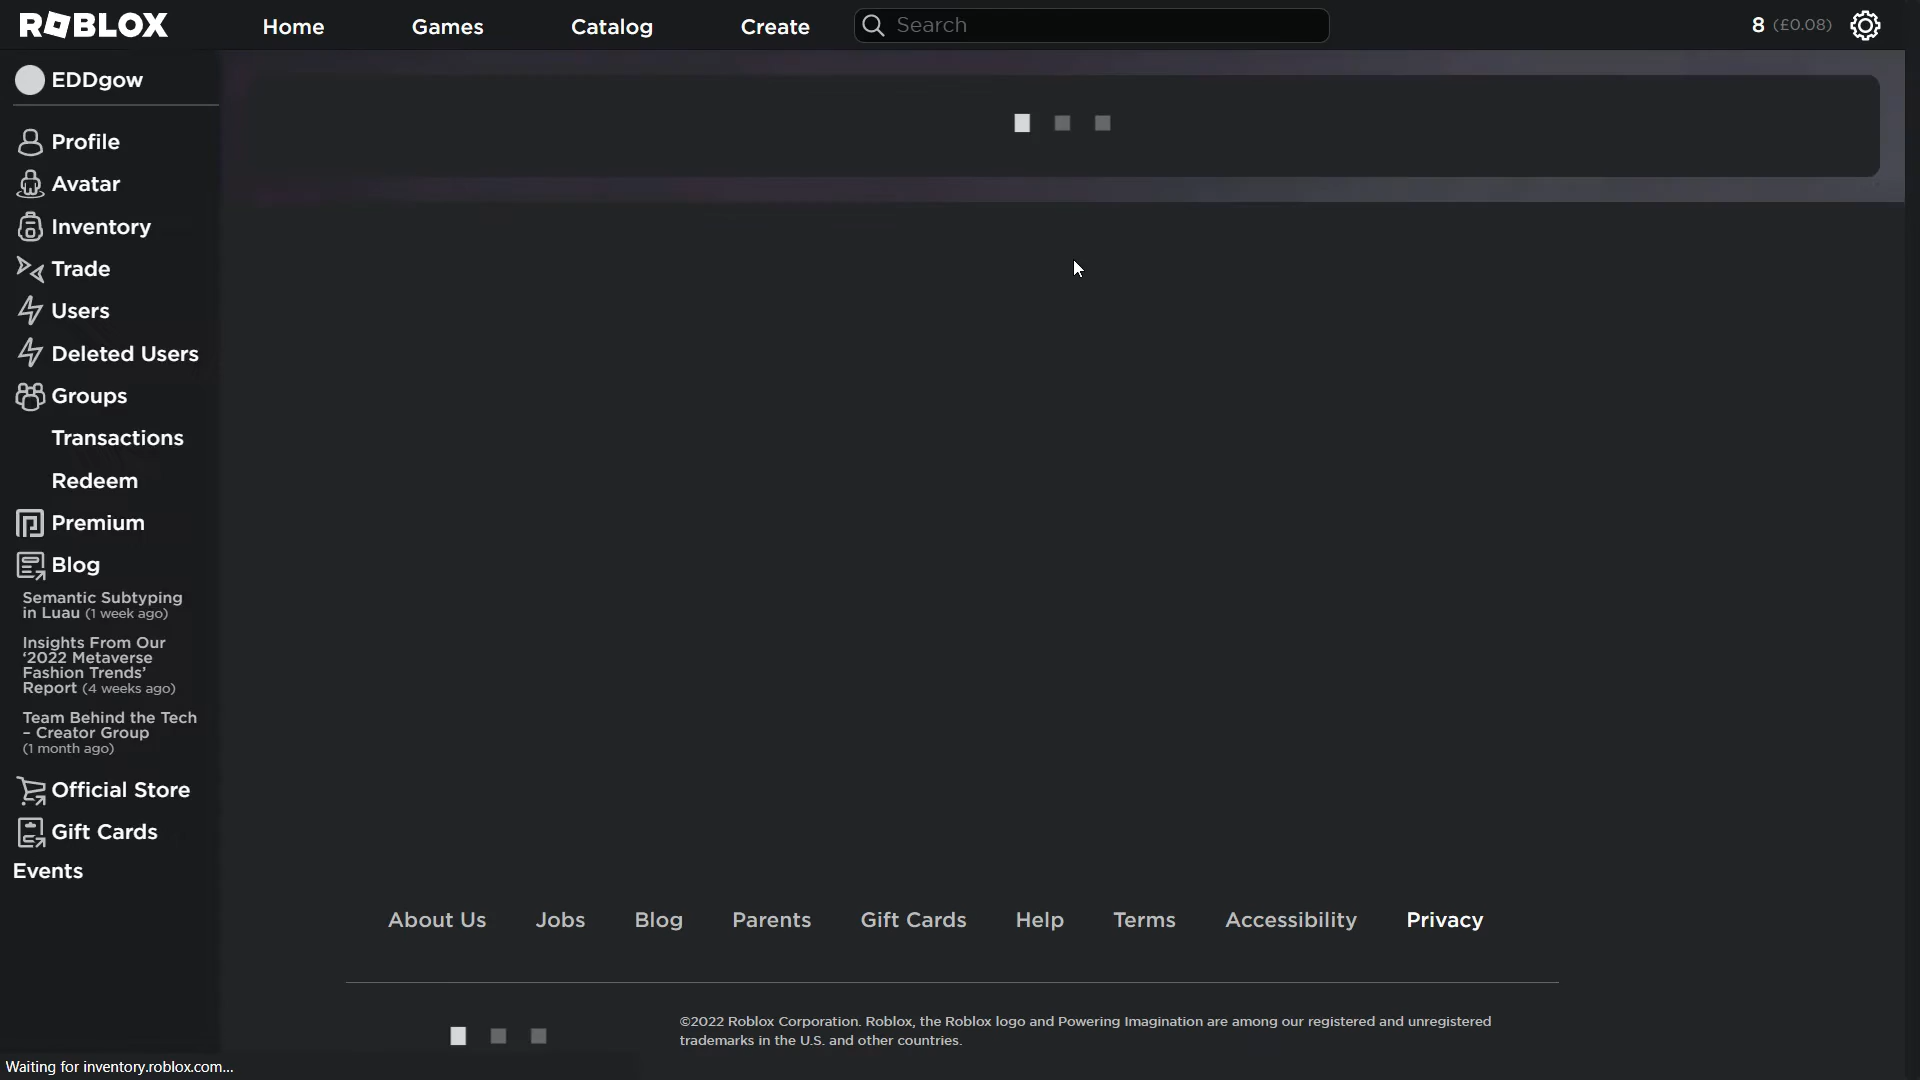 ROBLOX
Home
Games
Catalog
Create
Search
8 (£0.08)
EDDgow
Profile
Avatar
Inventory
Trade
Users
Deleted Users
Groups
Transactions
Redeem
Premium
Blog
Semantic Subtyping
in Luau (1 week ago)
Insights From Our
‘2022 Metaverse
Fashion Trends’
Report (4 weeks ago)
Team Behind the Tech
– Creator Group
(1 month ago)
Official Store
Gift Cards
Events
About Us
Jobs
Blog
Parents
Gift Cards
Help
Terms
Accessibility
Privacy
©2022 Roblox Corporation. Roblox, the Roblox logo and Powering Imagination are among our registered and unregistered
trademarks in the U.S. and other countries.
Waiting for inventory.roblox.com...